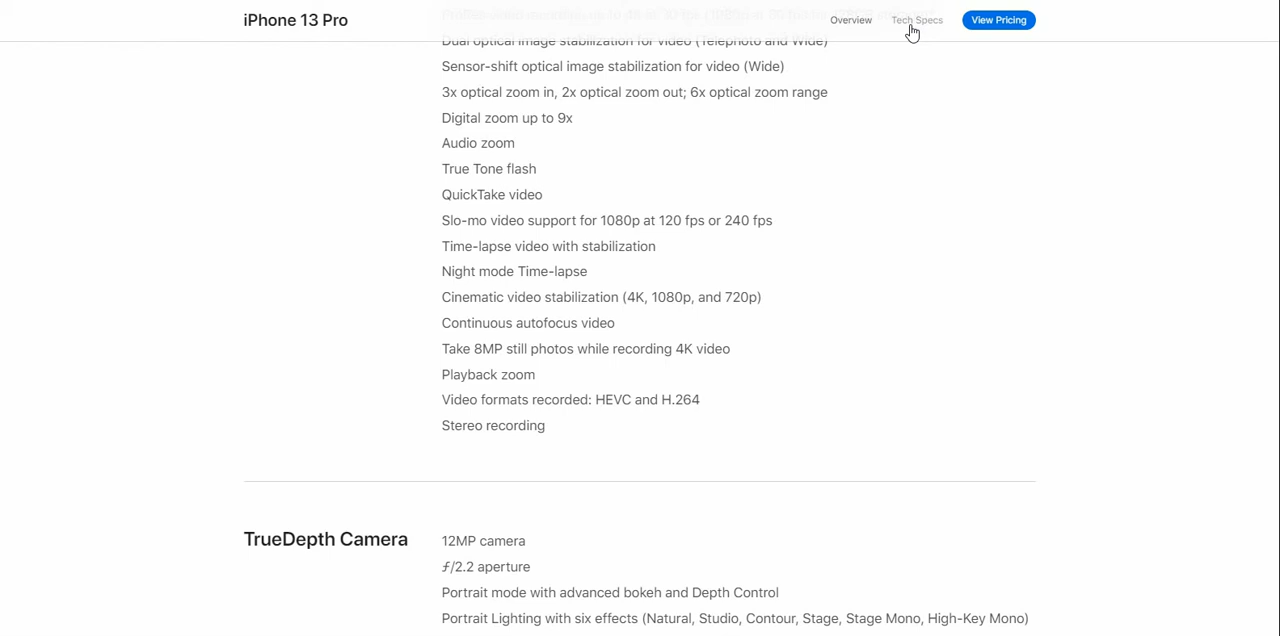 iPhone 13 Pro
Overview
Tech Specs
View Pricing
Dual optical image stabilization for video (Telephoto and Wide)
Sensor-shift optical image stabilization for video (Wide)
3x optical zoom in, 2x optical zoom out; 6x optical zoom range
Digital zoom up to 9x
Audio zoom
True Tone flash
QuickTake video
Slo-mo video support for 1080p at 120 fps or 240 fps
Time-lapse video with stabilization
Night mode Time-lapse
Cinematic video stabilization (4K, 1080p, and 720p)
Continuous autofocus video
Take 8MP still photos while recording 4K video
Playback zoom
Video formats recorded: HEVC and H.264
Stereo recording
TrueDepth Camera
12MP camera
ƒ/2.2 aperture
Portrait mode with advanced bokeh and Depth Control
Portrait Lighting with six effects (Natural, Studio, Contour, Stage, Stage Mono, High-Key Mono)